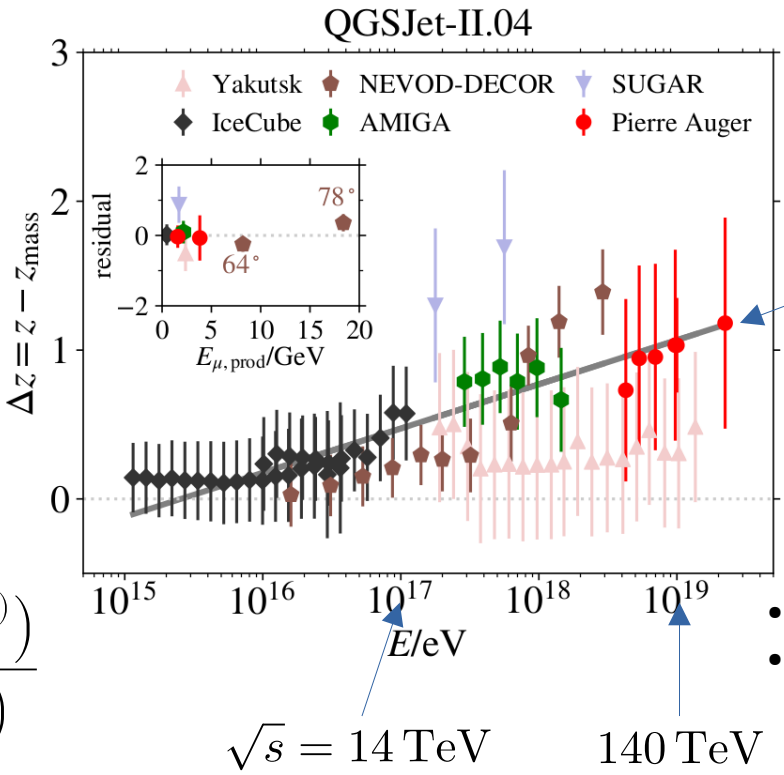 QGSJet-II.04
Yakutsk NEVOD-DECOR SUGAR
IceCube AMIGA Pierre Auger
3
2
1
0
Δz = z − z_mass
2
0
−2
residual
78°
64°
0 5 10 15 20
E_μ,prod/GeV
10^15 10^16 10^17 10^18 10^19
E/eV
√s = 14 TeV 140 TeV